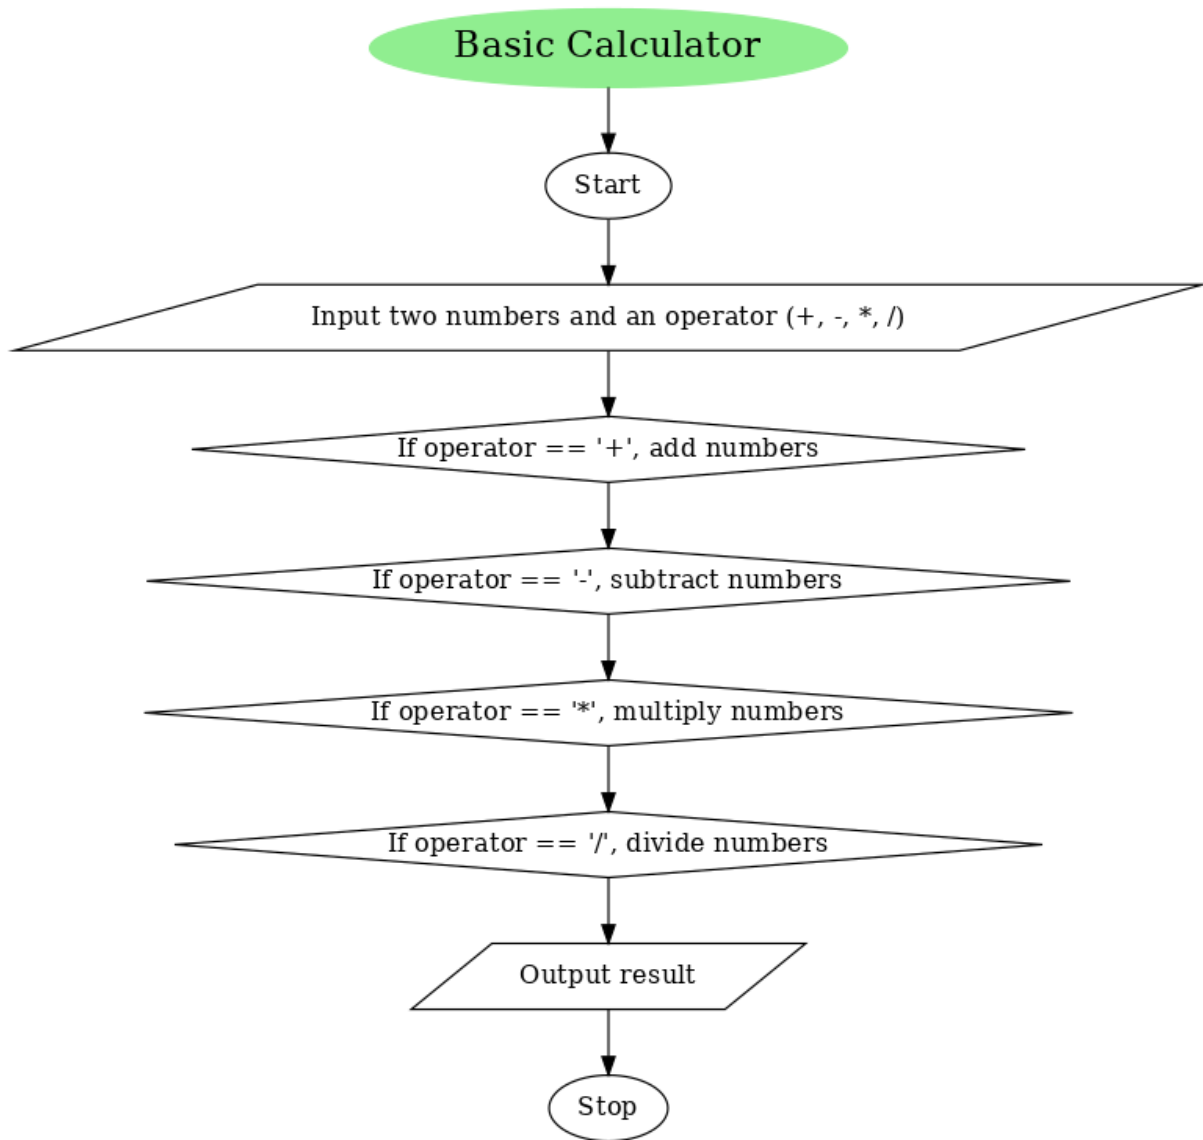 Basic Calculator
Start
Input two numbers and an operator (+, -, *, /)
If operator == '+', add numbers
If operator == '-', subtract numbers
If operator == '*', multiply numbers
If operator == '/', divide numbers
Output result
Stop